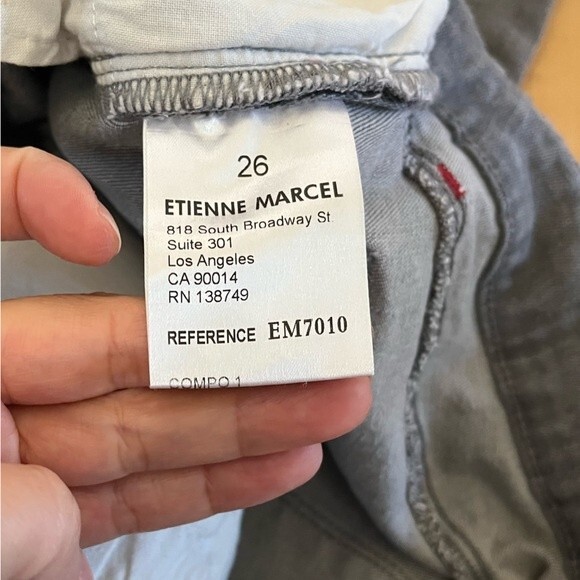 26
ETIENNE MARCEL
818 South Broadway St.
Suite 301
Los Angeles
CA 90014
RN 138749
REFERENCE EM7010
COMPO 1